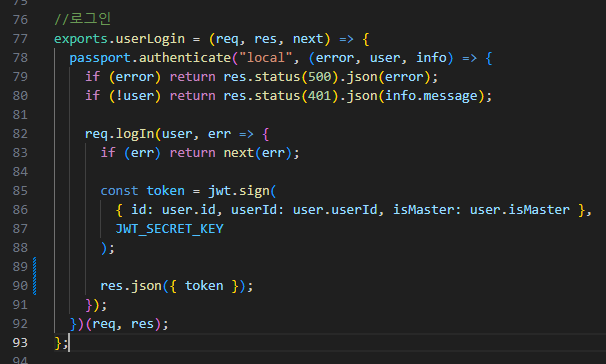 75
76 //로그인
77 exports.userLogin = (req, res, next) => {
78   passport.authenticate("local", (error, user, info) => {
79     if (error) return res.status(500).json(error);
80     if (!user) return res.status(401).json(info.message);
81
82     req.logIn(user, err => {
83       if (err) return next(err);
84
85       const token = jwt.sign(
86         { id: user.id, userId: user.userId, isMaster: user.isMaster },
87         JWT_SECRET_KEY
88       );
89
90       res.json({ token });
91     });
92   })(req, res);
93 };
94